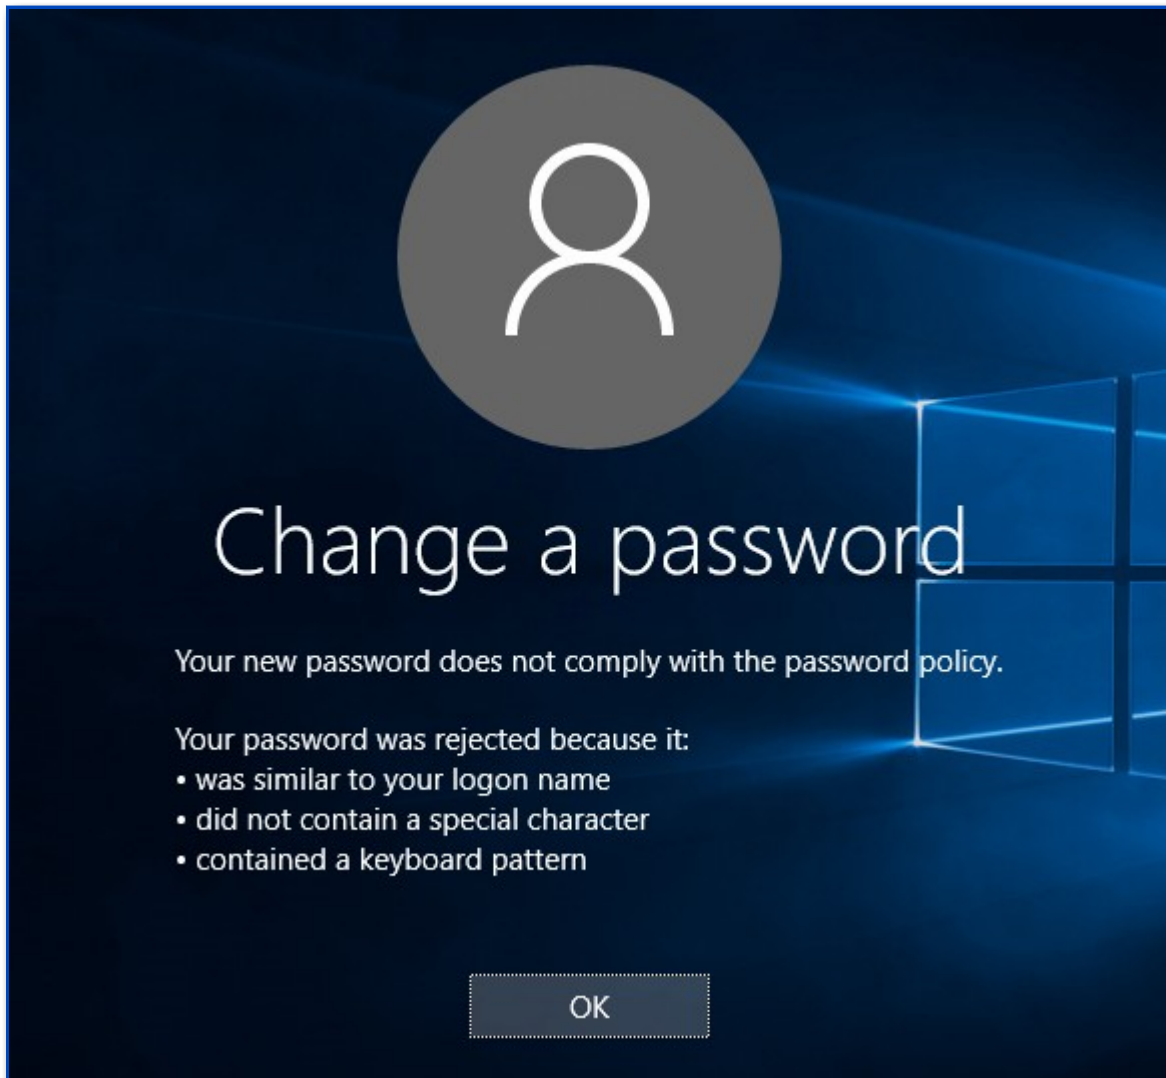 Change a password
Your new password does not comply with the password policy.
Your password was rejected because it:
• was similar to your logon name
• did not contain a special character
• contained a keyboard pattern
OK